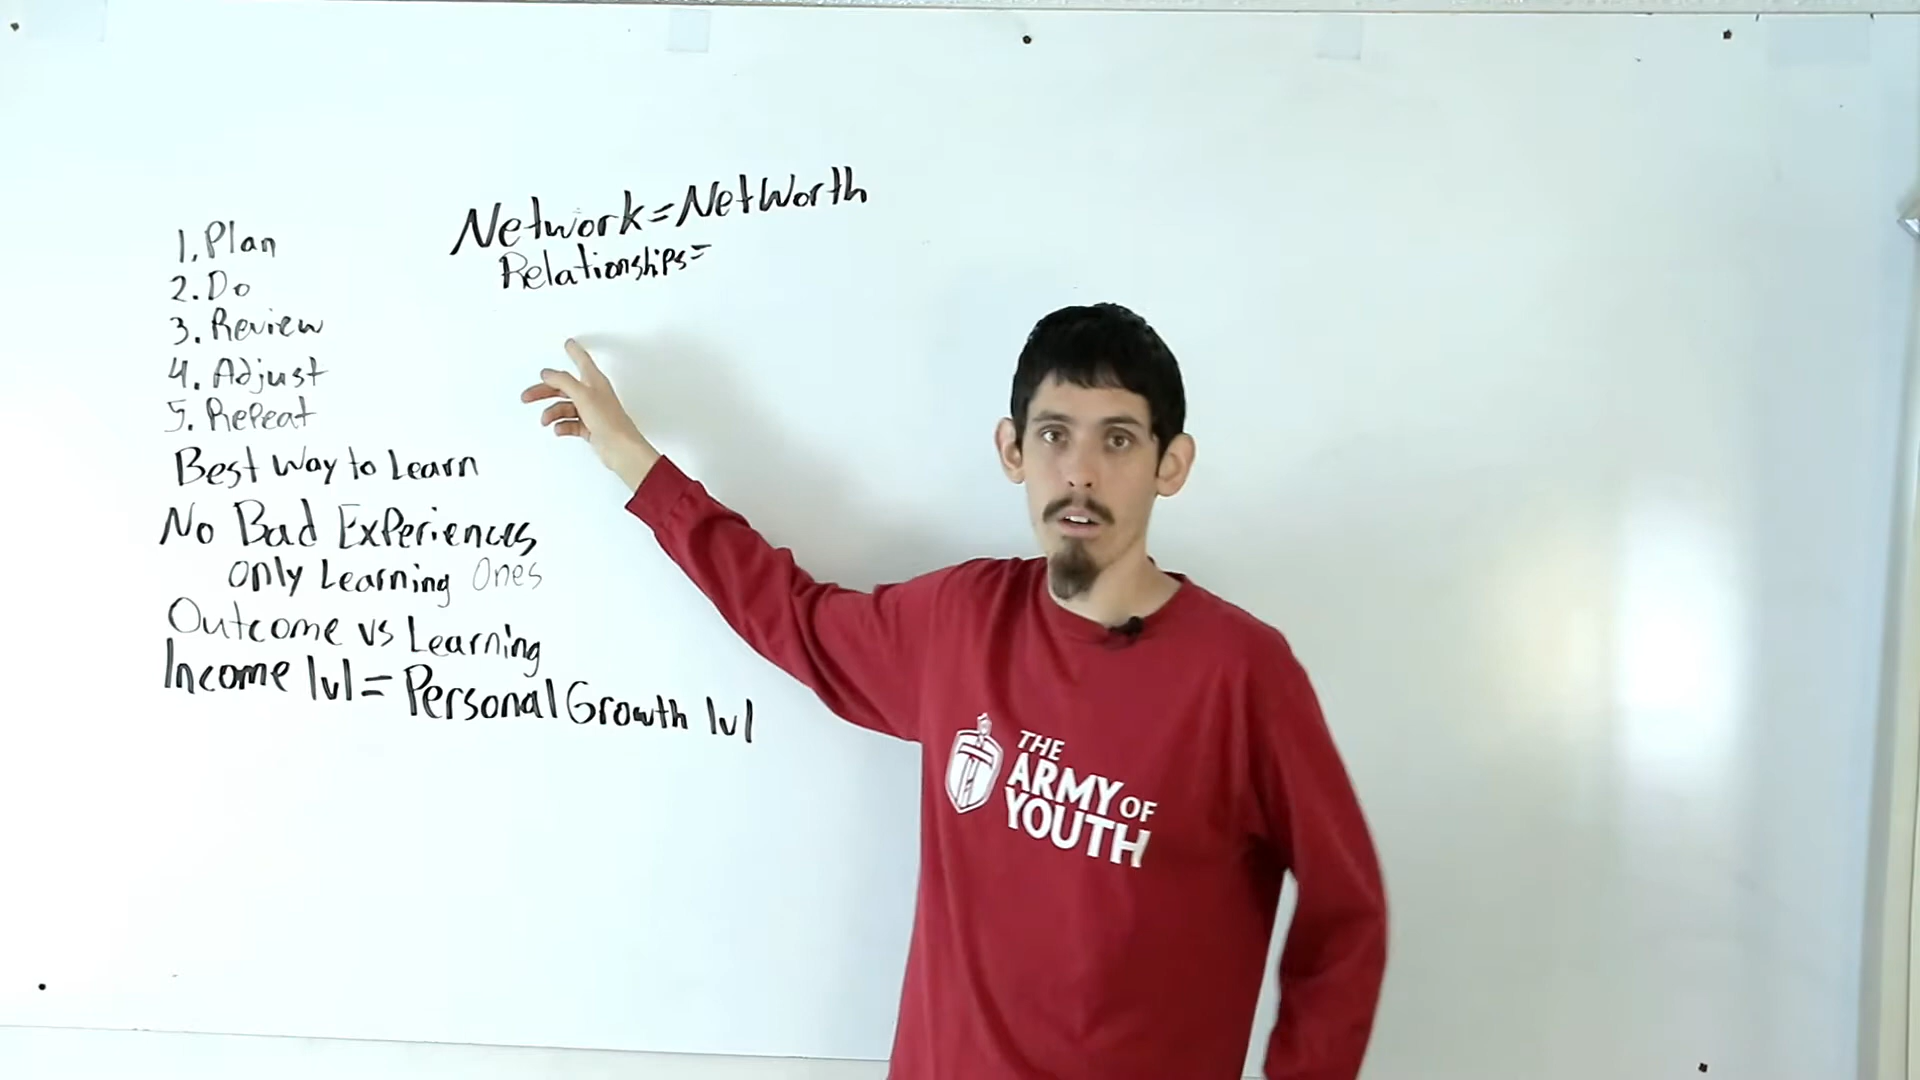 1. Plan
2. Do
3. Review
4. Adjust
5. Repeat
Best Way to Learn
No Bad Experiences
only Learning Ones
Outcome vs Learning
Income lvl = Personal Growth lvl
Network = NetWorth
Relationships =
THE
ARMY OF
YOUTH